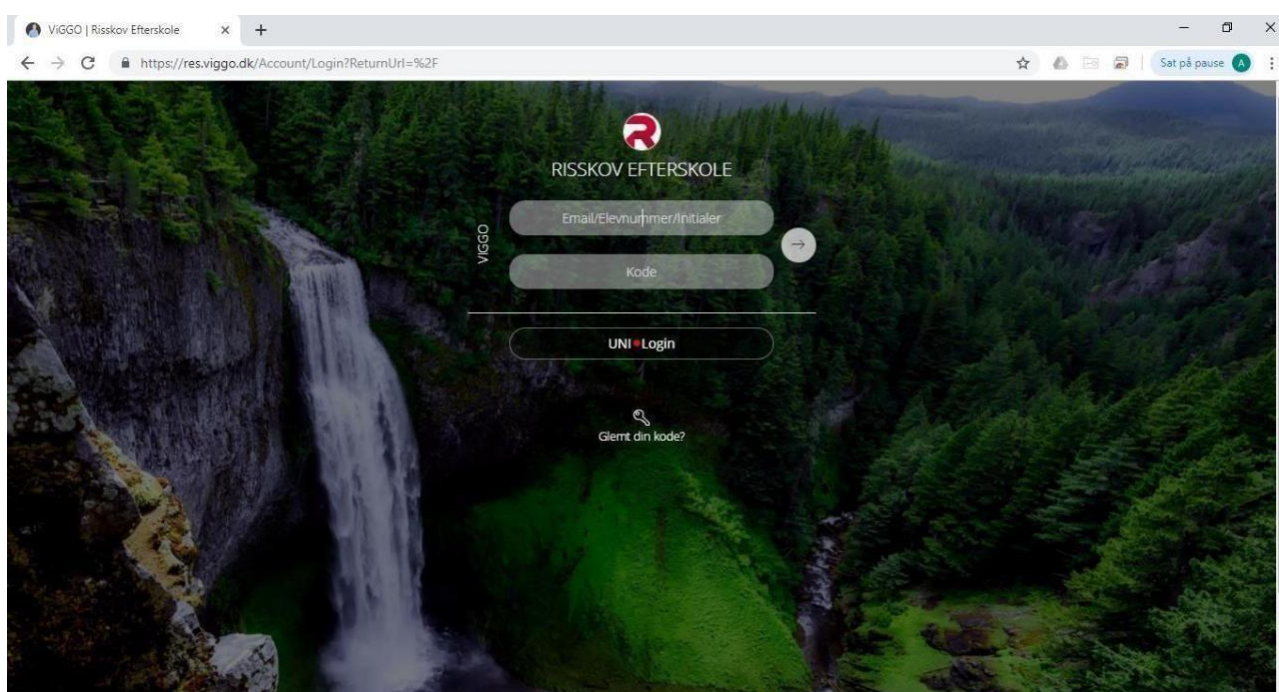 ViGGO | Risskov Efterskole
https://res.viggo.dk/Account/Login?ReturnUrl=%2F
Sat på pause A
RISSKOV EFTERSKOLE
VIGGO
Email/Elevnummer/Initialer
Kode
UNI•Login
Glemt din kode?